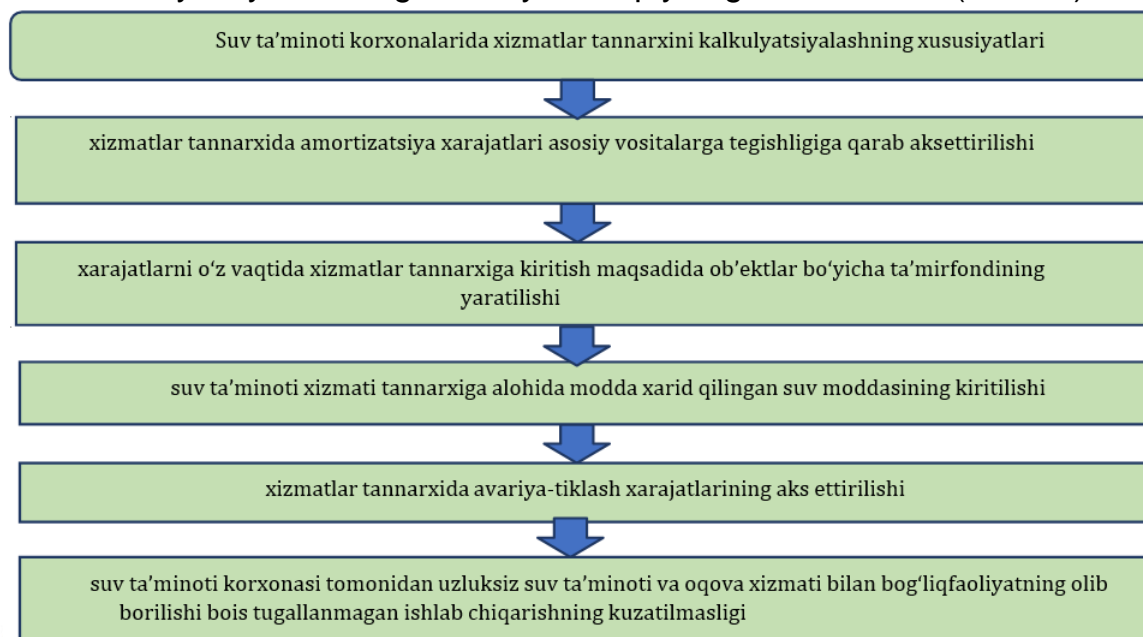 Suv ta’minoti korxonalarida xizmatlar tannarxini kalkulyatsiyalashning xususiyatlari
xizmatlar tannarxida amortizatsiya xarajatlari asosiy vositalarga tegishligiga qarab aksettirilishi
xarajatlarni o‘z vaqtida xizmatlar tannarxiga kiritish maqsadida ob’ektlar bo‘yicha ta’mirfondining
yaratilishi
suv ta’minoti xizmati tannarxiga alohida modda xarid qilingan suv moddasining kiritilishi
xizmatlar tannarxida avariya-tiklash xarajatlarining aks ettirilishi
suv ta’minoti korxonasi tomonidan uzluksiz suv ta’minoti va oqova xizmati bilan bog‘liqfaoliyatning olib
borilishi bois tugallanmagan ishlab chiqarishning kuzatilmasligi